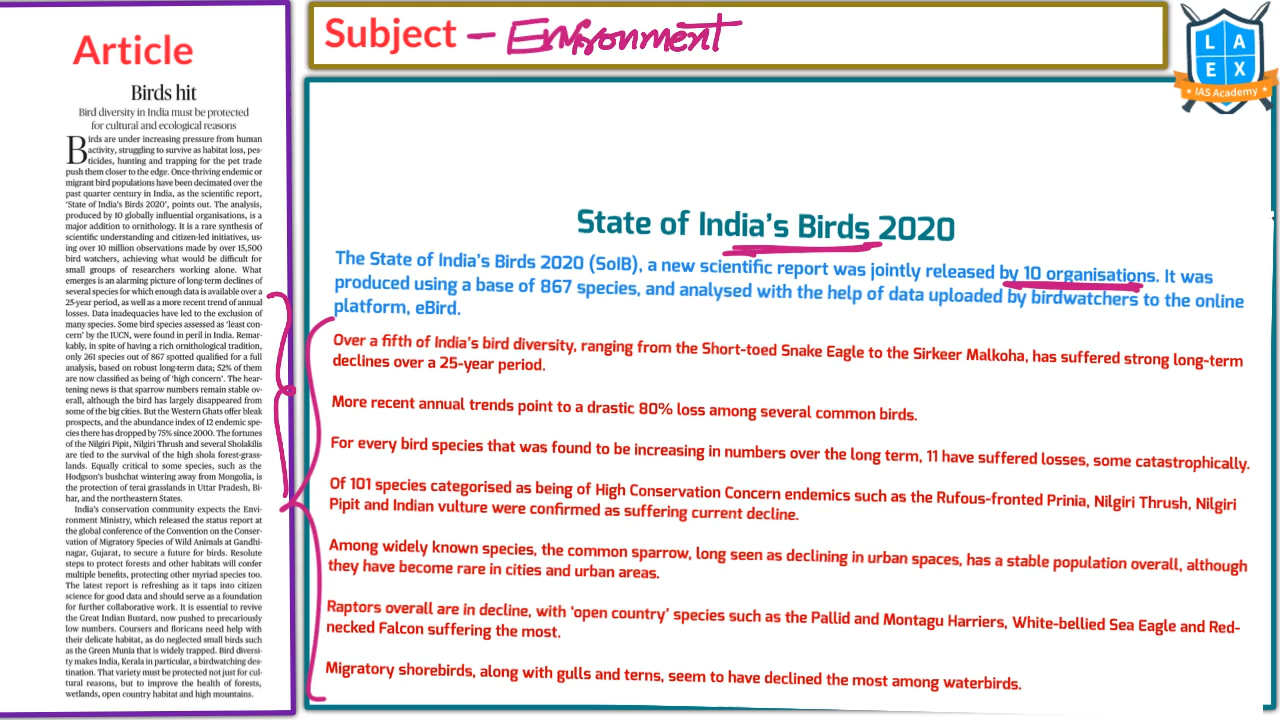 Article
Birds hit
Bird diversity in India must be protected
for cultural and ecological reasons
Birds are under increasing pressure from human
activity, struggling to survive as habitat loss, pes-
ticides, hunting and trapping for the pet trade
push them closer to the edge. Once-thriving endemic or
migrant bird populations have been decimated over the
past quarter century in India, as the scientific report,
'State of India's Birds 2020', points out. The analysis,
produced by 10 globally influential organisations, is a
major addition to ornithology. It is a rare synthesis of
scientific understanding and citizen-led initiatives, us-
ing over 10 million observations made by over 15,500
bird watchers, achieving what would be difficult for
small groups of researchers working alone. What
emerges is an alarming picture of long-term declines of
several species for which enough data is available over a
25-year period, as well as a more recent trend of annual
losses. Data inadequacies have led to the exclusion of
many species. Some bird species assessed as 'least con-
cern' by the IUCN, were found in peril in India. Remar-
kably, in spite of having a rich ornithological tradition,
only 261 species out of 867 spotted qualified for a full
analysis, based on robust long-term data; 52% of them
are now classified as being of 'high concern'. The hear-
tening news is that sparrow numbers remain stable ov-
erall, although the bird has largely disappeared from
some of the big cities. But the Western Ghats offer bleak
prospects, and the abundance index of 12 endemic spe-
cies there has dropped by 75% since 2000. The fortunes
of the Nilgiri Pipit, Nilgiri Thrush and several Sholakilis
are tied to the survival of the high shola forest-grass-
lands. Equally critical to some species, such as the
Hodgson's bushchat wintering away from Mongolia, is
the protection of terai grasslands in Uttar Pradesh, Bi-
har, and the northeastern States.
India's conservation community expects the Envi-
ronment Ministry, which released the status report at
the global conference of the Convention on the Conser-
vation of Migratory Species of Wild Animals at Gandhi-
nagar, Gujarat, to secure a future for birds. Resolute
steps to protect forests and other habitats will confer
multiple benefits, protecting other myriad species too.
The latest report is refreshing as it taps into citizen
science for good data and should serve as a foundation
for further collaborative work. It is essential to revive
the Great Indian Bustard, now pushed to precariously
low numbers. Coursers and floricans need help with
their delicate habitat, as do neglected small birds such
as the Green Munia that is widely trapped. Bird diversi-
ty makes India, Kerala in particular, a birdwatching des-
tination. That variety must be protected not just for cul-
tural reasons, but to improve the health of forests,
wetlands, open country habitat and high mountains.
Subject – Environment
L A
E X
IAS Academy
State of India's Birds 2020
The State of India's Birds 2020 (SoIB), a new scientific report was jointly released by 10 organisations. It was
produced using a base of 867 species, and analysed with the help of data uploaded by birdwatchers to the online
platform, eBird.
Over a fifth of India's bird diversity, ranging from the Short-toed Snake Eagle to the Sirkeer Malkoha, has suffered strong long-term
declines over a 25-year period.
More recent annual trends point to a drastic 80% loss among several common birds.
For every bird species that was found to be increasing in numbers over the long term, 11 have suffered losses, some catastrophically.
Of 101 species categorised as being of High Conservation Concern endemics such as the Rufous-fronted Prinia, Nilgiri Thrush, Nilgiri
Pipit and Indian vulture were confirmed as suffering current decline.
Among widely known species, the common sparrow, long seen as declining in urban spaces, has a stable population overall, although
they have become rare in cities and urban areas.
Raptors overall are in decline, with 'open country' species such as the Pallid and Montagu Harriers, White-bellied Sea Eagle and Red-
necked Falcon suffering the most.
Migratory shorebirds, along with gulls and terns, seem to have declined the most among waterbirds.